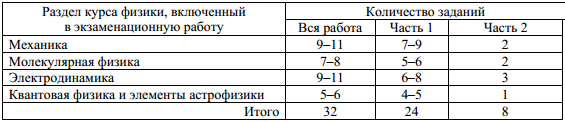 Раздел курса физики, включенный в экзаменационную работу Количество заданий
Вся работа Часть 1 Часть 2
Механика 9–11 7–9 2
Молекулярная физика 7–8 5–6 2
Электродинамика 9–11 6–8 3
Квантовая физика и элементы астрофизики 5–6 4–5 1
Итого 32 24 8